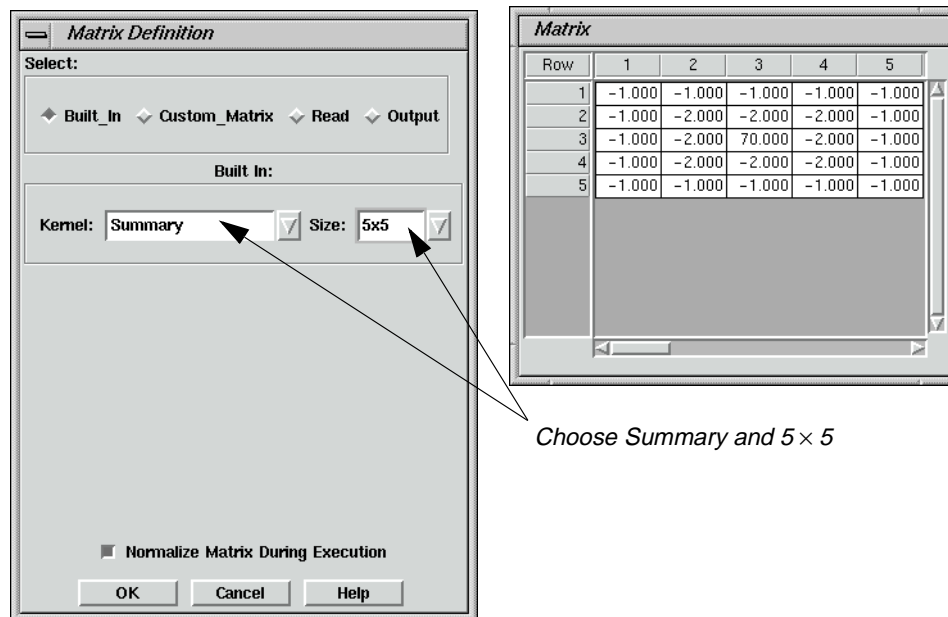 Matrix Definition
Select:
Built_In Custom_Matrix Read Output
Built In:
Kernel: Summary Size: 5x5
Normalize Matrix During Execution
OK Cancel Help
Matrix
Row 1 2 3 4 5
1 -1.000 -1.000 -1.000 -1.000 -1.000
2 -1.000 -2.000 -2.000 -2.000 -1.000
3 -1.000 -2.000 70.000 -2.000 -1.000
4 -1.000 -2.000 -2.000 -2.000 -1.000
5 -1.000 -1.000 -1.000 -1.000 -1.000
Choose Summary and 5 × 5